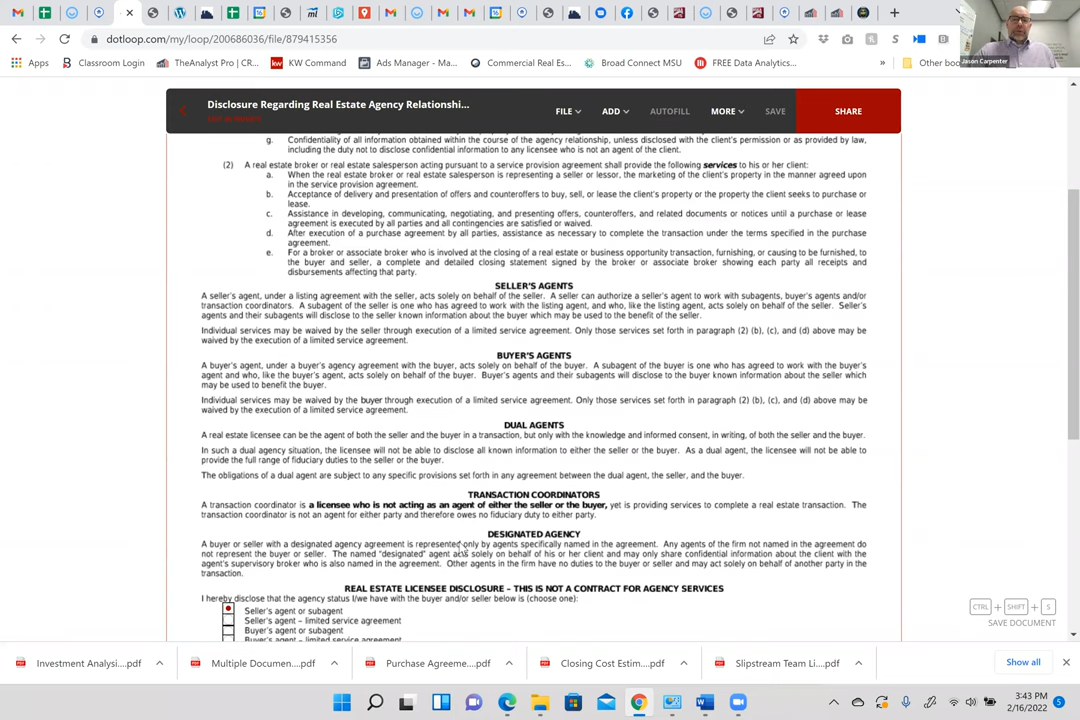 dotloop.com/my/loop/200686036/file/879415356
Apps
Classroom Login
TheAnalyst Pro | CR...
KW Command
Ads Manager - Ma...
Commercial Real Es...
Broad Connect MSU
FREE Data Analytics...
»
Other boo
Jason Carpenter
Disclosure Regarding Real Estate Agency Relationshi...
FILE
ADD
AUTOFILL
MORE
SAVE
SHARE
g. Confidentiality of all information obtained within the course of the agency relationship, unless disclosed with the client's permission or as provided by law,
including the duty not to disclose confidential information to any licensee who is not an agent of the client.
(2) A real estate broker or real estate salesperson acting pursuant to a service provision agreement shall provide the following services to his or her client:
a. When the real estate broker or real estate salesperson is representing a seller or lessor, the marketing of the client's property in the manner agreed upon
in the service provision agreement.
b. Acceptance of delivery and presentation of offers and counteroffers to buy, sell, or lease the client's property or the property the client seeks to purchase or
lease.
c. Assistance in developing, communicating, negotiating, and presenting offers, counteroffers, and related documents or notices until a purchase or lease
agreement is executed by all parties and all contingencies are satisfied or waived.
d. After execution of a purchase agreement by all parties, assistance as necessary to complete the transaction under the terms specified in the purchase
agreement.
e. For a broker or associate broker who is involved at the closing of a real estate or business opportunity transaction, furnishing, or causing to be furnished, to
the buyer and seller, a complete and detailed closing statement signed by the broker or associate broker showing each party all receipts and
disbursements affecting that party.
SELLER'S AGENTS
A seller's agent, under a listing agreement with the seller, acts solely on behalf of the seller. A seller can authorize a seller's agent to work with subagents, buyer's agents and/or
transaction coordinators. A subagent of the seller is one who has agreed to work with the listing agent, and who, like the listing agent, acts solely on behalf of the seller. Seller's
agents and their subagents will disclose to the seller known information about the buyer which may be used to the benefit of the seller.
Individual services may be waived by the seller through execution of a limited service agreement. Only those services set forth in paragraph (2) (b), (c), and (d) above may be
waived by the execution of a limited service agreement.
BUYER'S AGENTS
A buyer's agent, under a buyer's agency agreement with the buyer, acts solely on behalf of the buyer. A subagent of the buyer is one who has agreed to work with the buyer's
agent and who, like the buyer's agent, acts solely on behalf of the buyer. Buyer's agents and their subagents will disclose to the buyer known information about the seller which
may be used to benefit the buyer.
Individual services may be waived by the buyer through execution of a limited service agreement. Only those services set forth in paragraph (2) (b), (c), and (d) above may be
waived by the execution of a limited service agreement.
DUAL AGENTS
A real estate licensee can be the agent of both the seller and the buyer in a transaction, but only with the knowledge and informed consent, in writing, of both the seller and the buyer.
In such a dual agency situation, the licensee will not be able to disclose all known information to either the seller or the buyer. As a dual agent, the licensee will not be able to
provide the full range of fiduciary duties to the seller or the buyer.
The obligations of a dual agent are subject to any specific provisions set forth in any agreement between the dual agent, the seller, and the buyer.
TRANSACTION COORDINATORS
A transaction coordinator is a licensee who is not acting as an agent of either the seller or the buyer, yet is providing services to complete a real estate transaction. The
transaction coordinator is not an agent for either party and therefore owes no fiduciary duty to either party.
DESIGNATED AGENCY
A buyer or seller with a designated agency agreement is represented only by agents specifically named in the agreement. Any agents of the firm not named in the agreement do
not represent the buyer or seller. The named "designated" agent acts solely on behalf of his or her client and may only share confidential information about the client with the
agent's supervisory broker who is also named in the agreement. Other agents in the firm have no duties to the buyer or seller and may act solely on behalf of another party in the
transaction.
REAL ESTATE LICENSEE DISCLOSURE – THIS IS NOT A CONTRACT FOR AGENCY SERVICES
I hereby disclose that the agency status I/we have with the buyer and/or seller below is (choose one):
Seller's agent or subagent
Seller's agent – limited service agreement
Buyer's agent or subagent
Buyer's agent – limited service agreement
CTRL + SHIFT + S
SAVE DOCUMENT
Investment Analysi....pdf
Multiple Documen....pdf
Purchase Agreeme....pdf
Closing Cost Estim....pdf
Slipstream Team Li....pdf
Show all
3:43 PM
2/16/2022